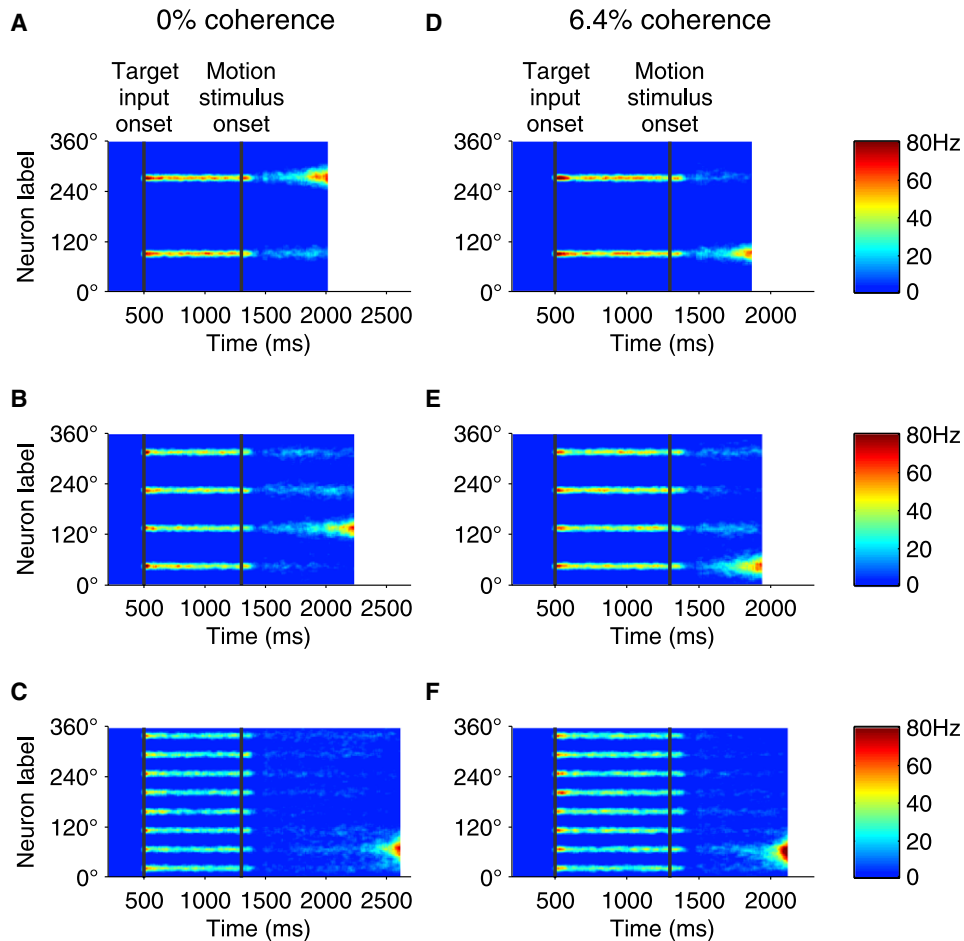 A 0% coherence D 6.4% coherence
Target input onset Motion stimulus onset Target input onset Motion stimulus onset
360° 360° 80Hz
240° 240° 60
120° 120° 40
0° 0° 20
0
Neuron label Neuron label
500 1000 1500 2000 2500 500 1000 1500 2000
Time (ms) Time (ms)
B E
360° 360° 80Hz
240° 240° 60
120° 120° 40
0° 0° 20
0
Neuron label
500 1000 1500 2000 2500 500 1000 1500 2000
Time (ms) Time (ms)
C F
360° 360° 80Hz
240° 240° 60
120° 120° 40
0° 0° 20
0
Neuron label
500 1000 1500 2000 2500 500 1000 1500 2000
Time (ms) Time (ms)